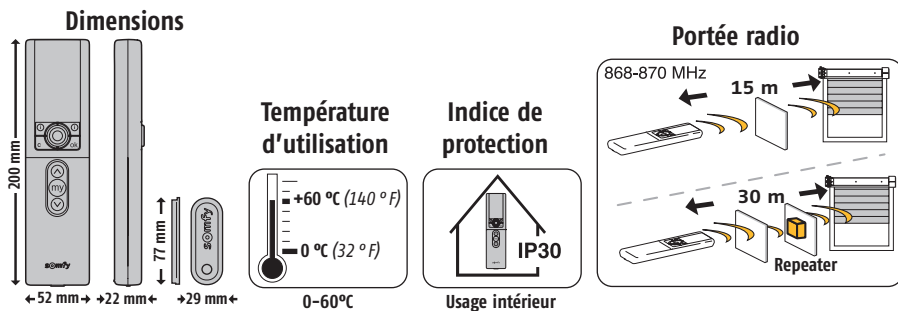 Dimensions
200 mm
c
ok
my
somfy
77 mm
somfy
52 mm
22 mm
29 mm
Température
d'utilisation
+60 °C (140 °F)
0 °C (32 °F)
0–60°C
Indice de
protection
IP30
Usage intérieur
Portée radio
868-870 MHz
15 m
30 m
Repeater